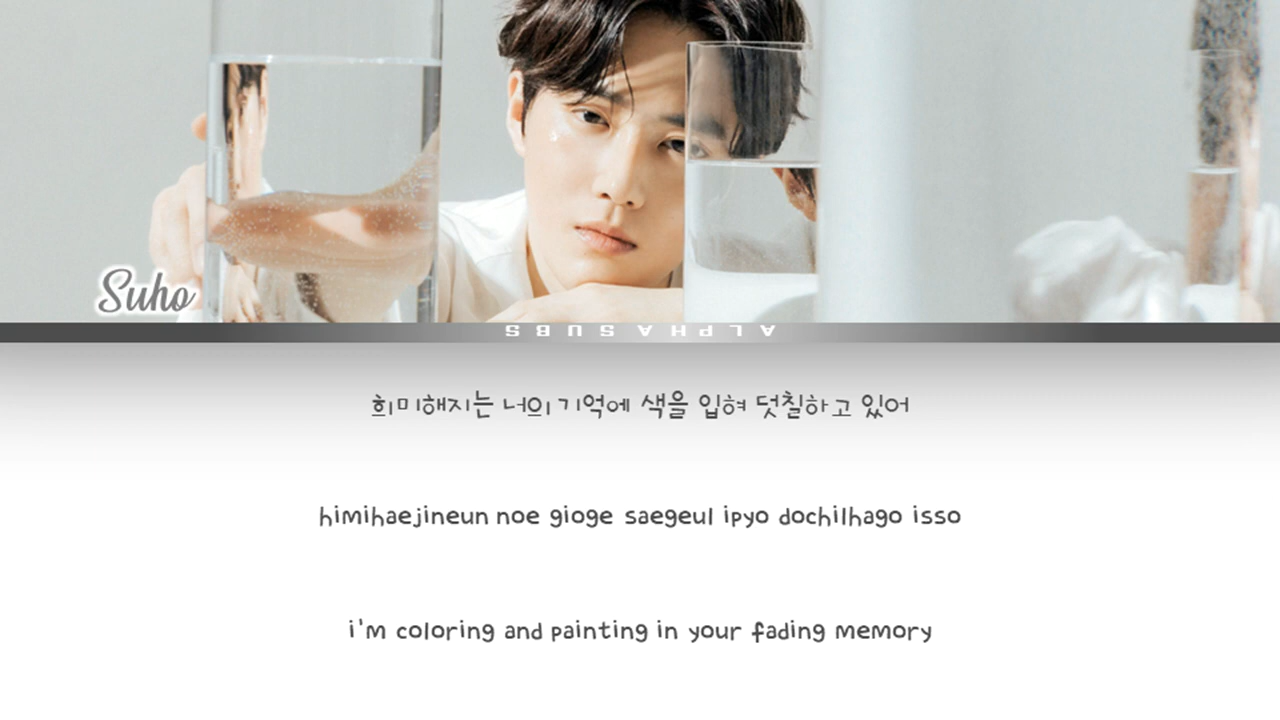 Suho
ALPHA SUBS
희미해지는 너의 기억에 색을 입혀 덧칠하고 있어
himihaejineun noe gioge saegeul ipyo dochilhago isso
i'm coloring and painting in your fading memory